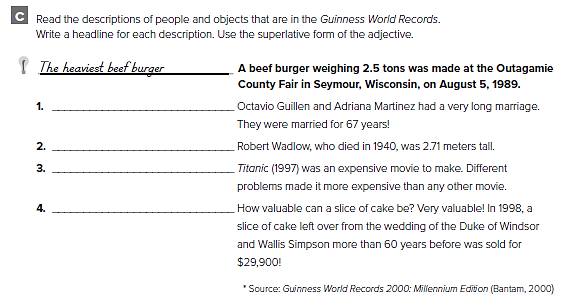 C Read the descriptions of people and objects that are in the Guinness World Records.
Write a headline for each description. Use the superlative form of the adjective.
The heaviest beef burger A beef burger weighing 2.5 tons was made at the Outagamie
County Fair in Seymour, Wisconsin, on August 5, 1989.
1. Octavio Guillen and Adriana Martinez had a very long marriage.
They were married for 67 years!
2. Robert Wadlow, who died in 1940, was 2.71 meters tall.
3. Titanic (1997) was an expensive movie to make. Different
problems made it more expensive than any other movie.
4. How valuable can a slice of cake be? Very valuable! In 1998, a
slice of cake left over from the wedding of the Duke of Windsor
and Wallis Simpson more than 60 years before was sold for
$29,900!
* Source: Guinness World Records 2000: Millennium Edition (Bantam, 2000)